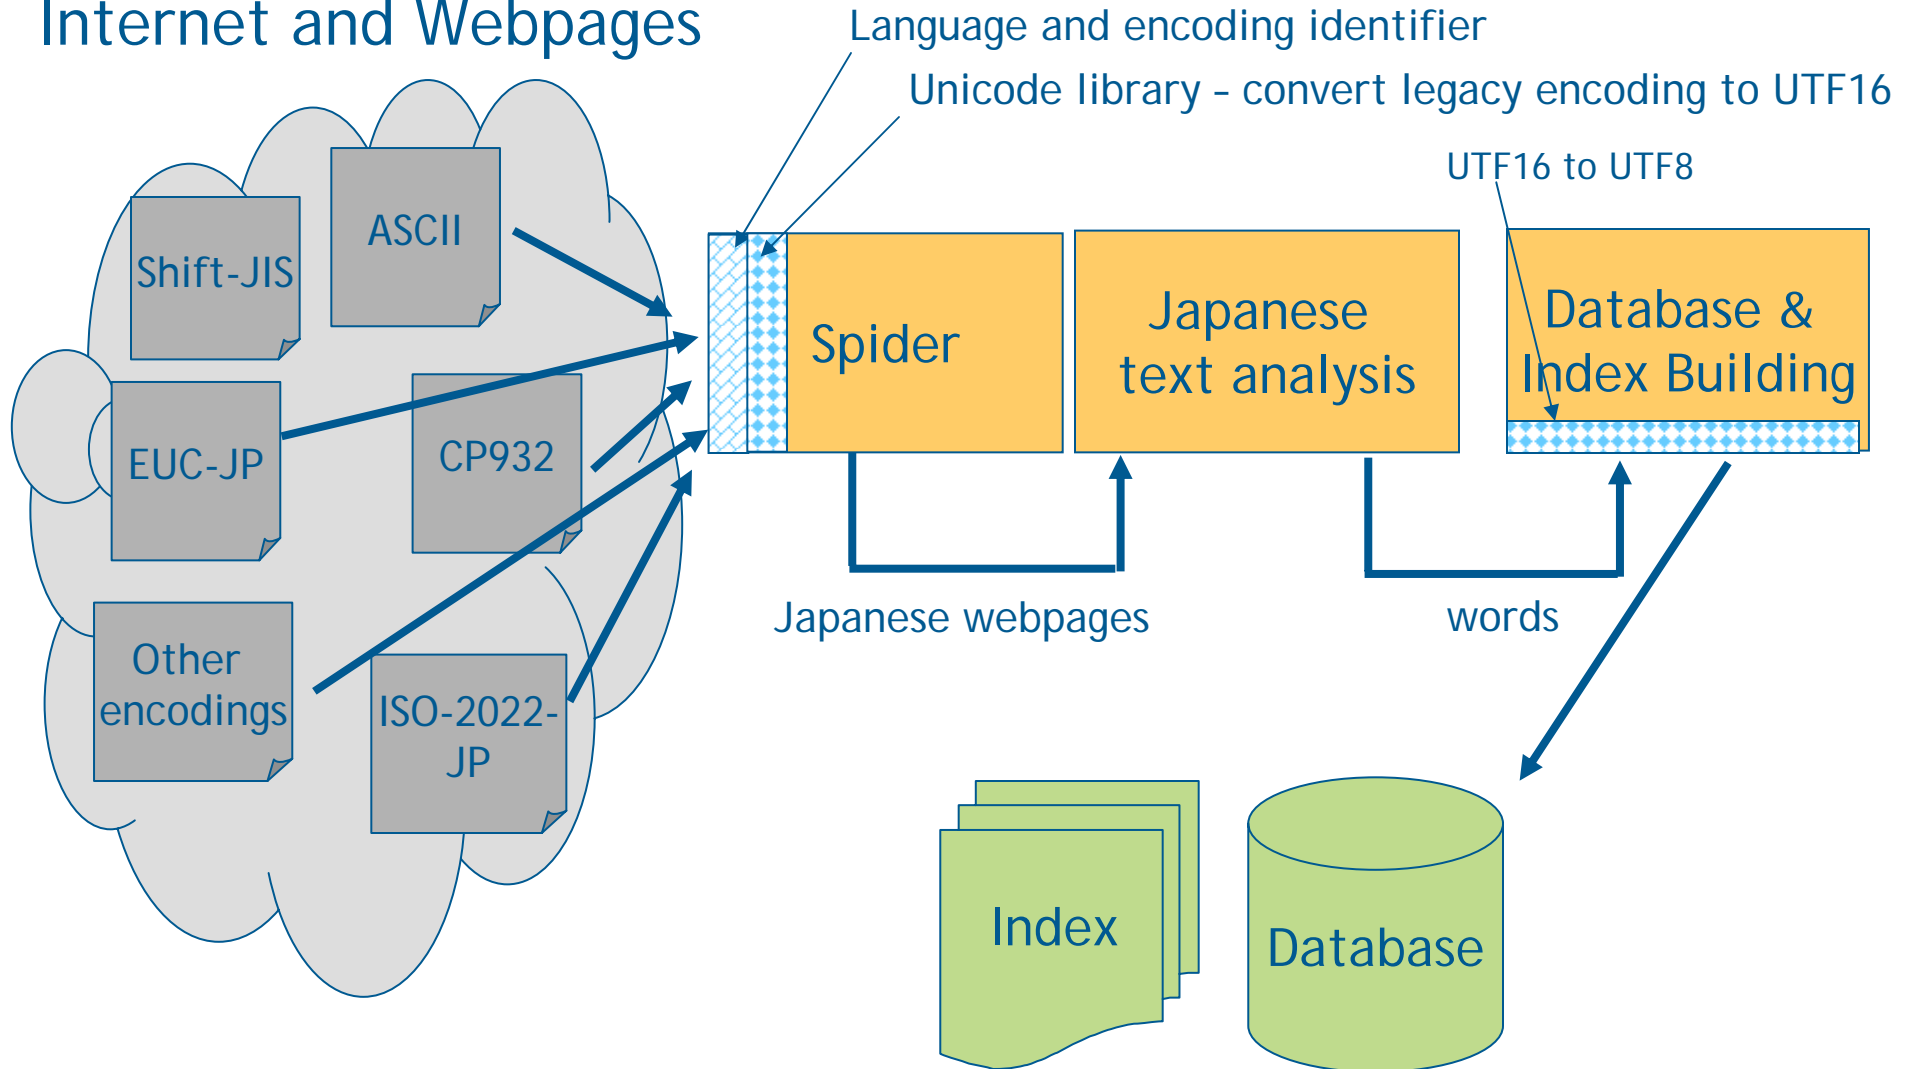 Internet and Webpages
Language and encoding identifier
Unicode library – convert legacy encoding to UTF16
UTF16 to UTF8
ASCII
Shift-JIS
EUC-JP
CP932
Other
encodings
ISO-2022-
JP
Spider
Japanese
text analysis
Database &
Index Building
Japanese webpages
words
Index
Database